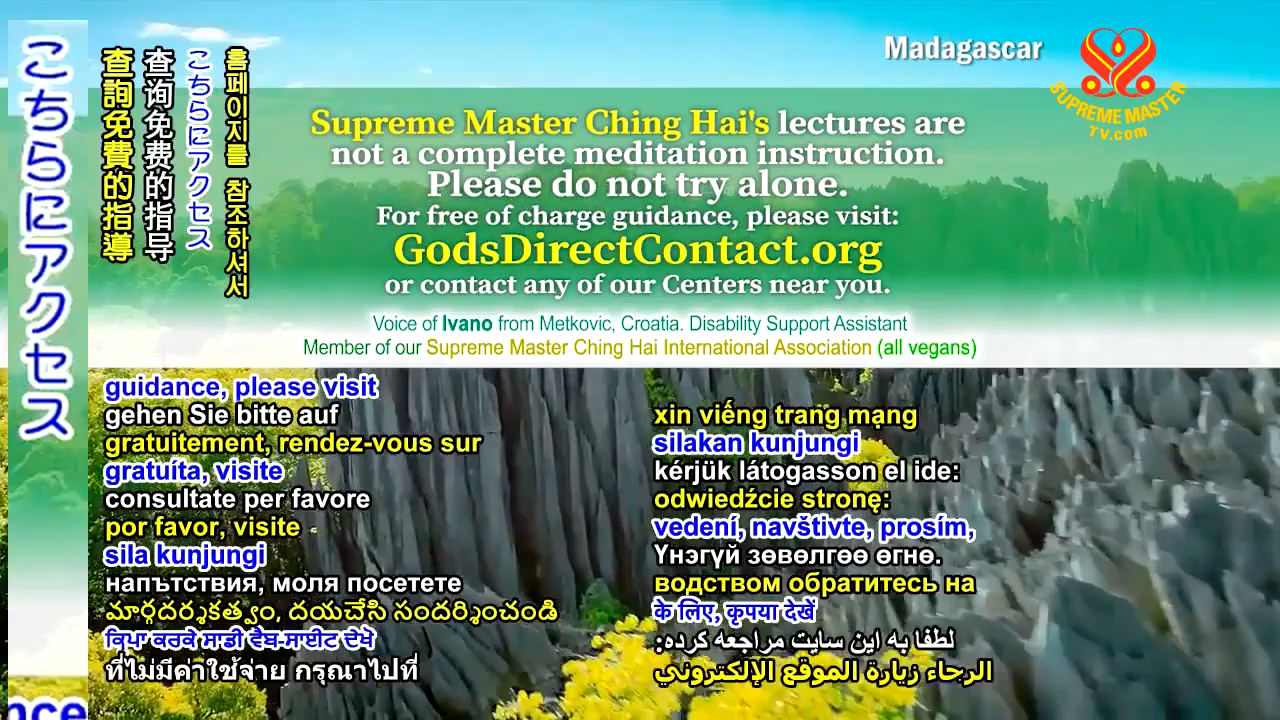 こちらにアクセス
查詢免費的指導
查询免费的指导
こちらにアクセス
홈페이지를 참조하셔서
Madagascar
SUPREME MASTER
TV.com
Supreme Master Ching Hai's lectures are
not a complete meditation instruction.
Please do not try alone.
For free of charge guidance, please visit:
GodsDirectContact.org
or contact any of our Centers near you.
Voice of Ivano from Metkovic, Croatia. Disability Support Assistant
Member of our Supreme Master Ching Hai International Association (all vegans)
guidance, please visit
gehen Sie bitte auf
gratuitement, rendez-vous sur
gratuíta, visite
consultate per favore
por favor, visite
sila kunjungi
напътствия, моля посетете
మార్గదర్శకత్వం, దయచేసి సందర్శించండి
ਕ੍ਰਿਪਾ ਕਰਕੇ ਸਾਡੀ ਵੈਬ-ਸਾਈਟ ਦੇਖੋ
ที่ไม่มีค่าใช้จ่าย กรุณาไปที่
xin viếng trang mạng
silakan kunjungi
kérjük látogasson el ide:
odwiedźcie stronę:
vedení, navštivte, prosím,
Үнэгүй зөвөлгөө өгнө.
водством обратитесь на
के लिए, कृपया देखें
لطفا به این سایت مراجعه کرده:
الرجاء زيارة الموقع الإلكتروني